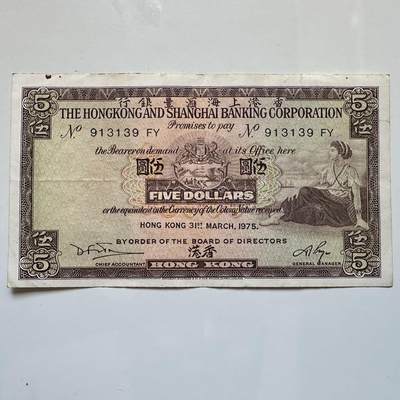 5 行銀豐滙海上港香 5
THE HONGKONG AND SHANGHAI BANKING CORPORATION
伍 Promises to pay 伍
Nº 913139 FY Nº 913139 FY
the Bearer on demand at its Office here
圓伍 圓伍
FIVE DOLLARS
or the equivalent in the Currency of the Colony value received.
HONG KONG 31ST MARCH, 1975.
BY ORDER OF THE BOARD OF DIRECTORS
伍 港香 伍
5 CHIEF ACCOUNTANT HONG KONG GENERAL MANAGER 5